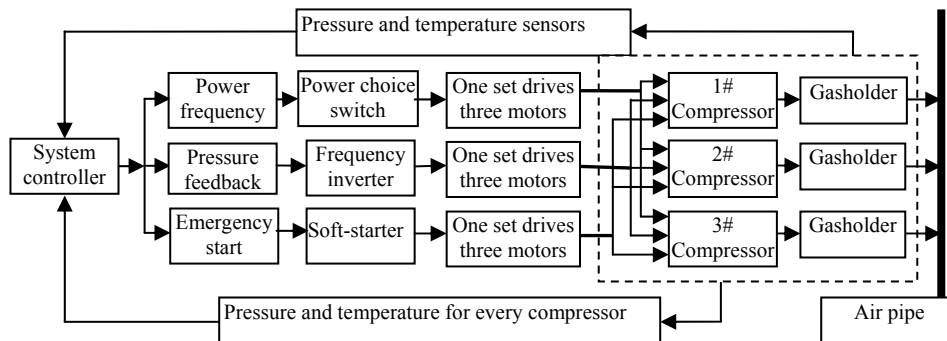 Pressure and temperature sensors
Power
frequency
Power choice
switch
One set drives
three motors
1#
Compressor
Gasholder
System
controller
Pressure
feedback
Frequency
inverter
One set drives
three motors
2#
Compressor
Gasholder
Emergency
start
Soft-starter
One set drives
three motors
3#
Compressor
Gasholder
Pressure and temperature for every compressor
Air pipe